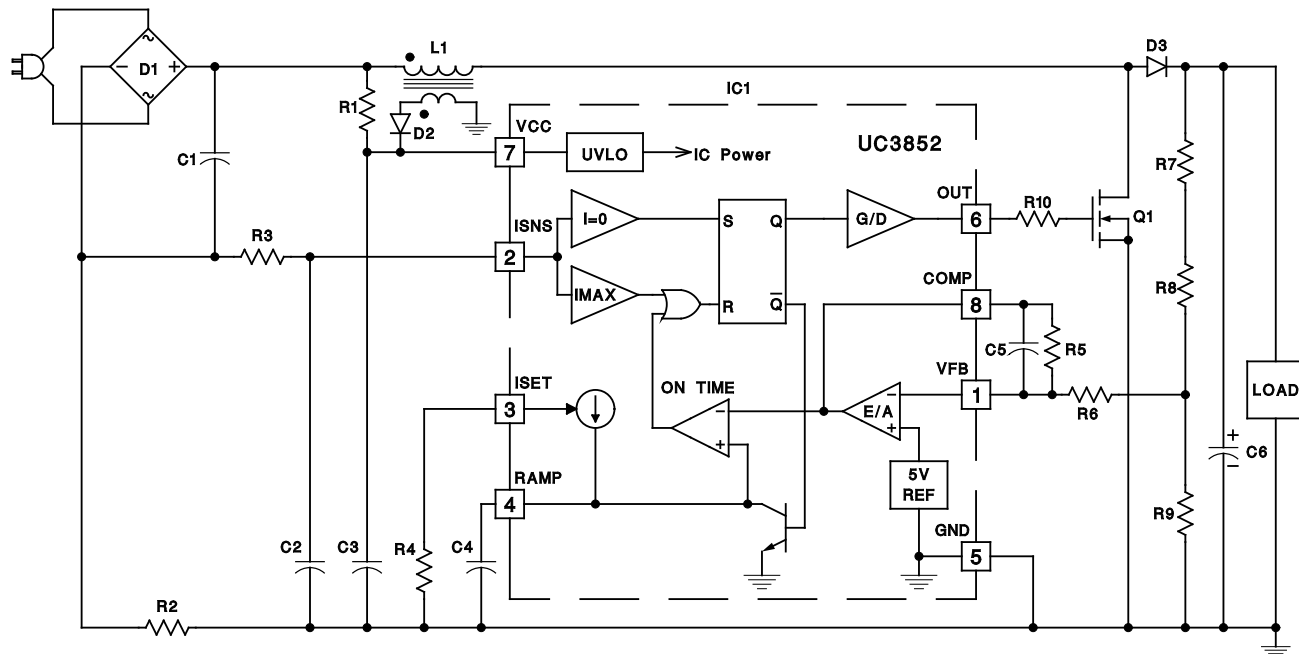 L1
D3
~
− D1 +
~
IC1
R1
D2
VCC
7
UVLO
IC Power
UC3852
C1
R7
OUT
6
R10
Q1
ISNS
2
I=0
S Q
G/D
R3
IMAX
R Q̅
COMP
8
R8
C5
R5
VFB
1
R6
LOAD
ISET
3
ON TIME
−
+
−
E/A
+
+
C6
−
RAMP
4
5V
REF
R9
GND
5
C2
C3
R4
C4
R2